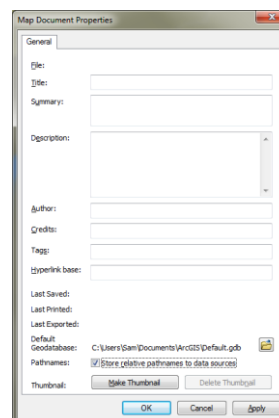 Map Document Properties
General
File:
Title:
Summary:
Description:
Author:
Credits:
Tags:
Hyperlink base:
Last Saved:
Last Printed:
Last Exported:
Default
Geodatabase: C:\Users\Sam\Documents\ArcGIS\Default.gdb
Pathnames: Store relative pathnames to data sources
Thumbnail: Make Thumbnail Delete Thumbnail
OK Cancel Apply